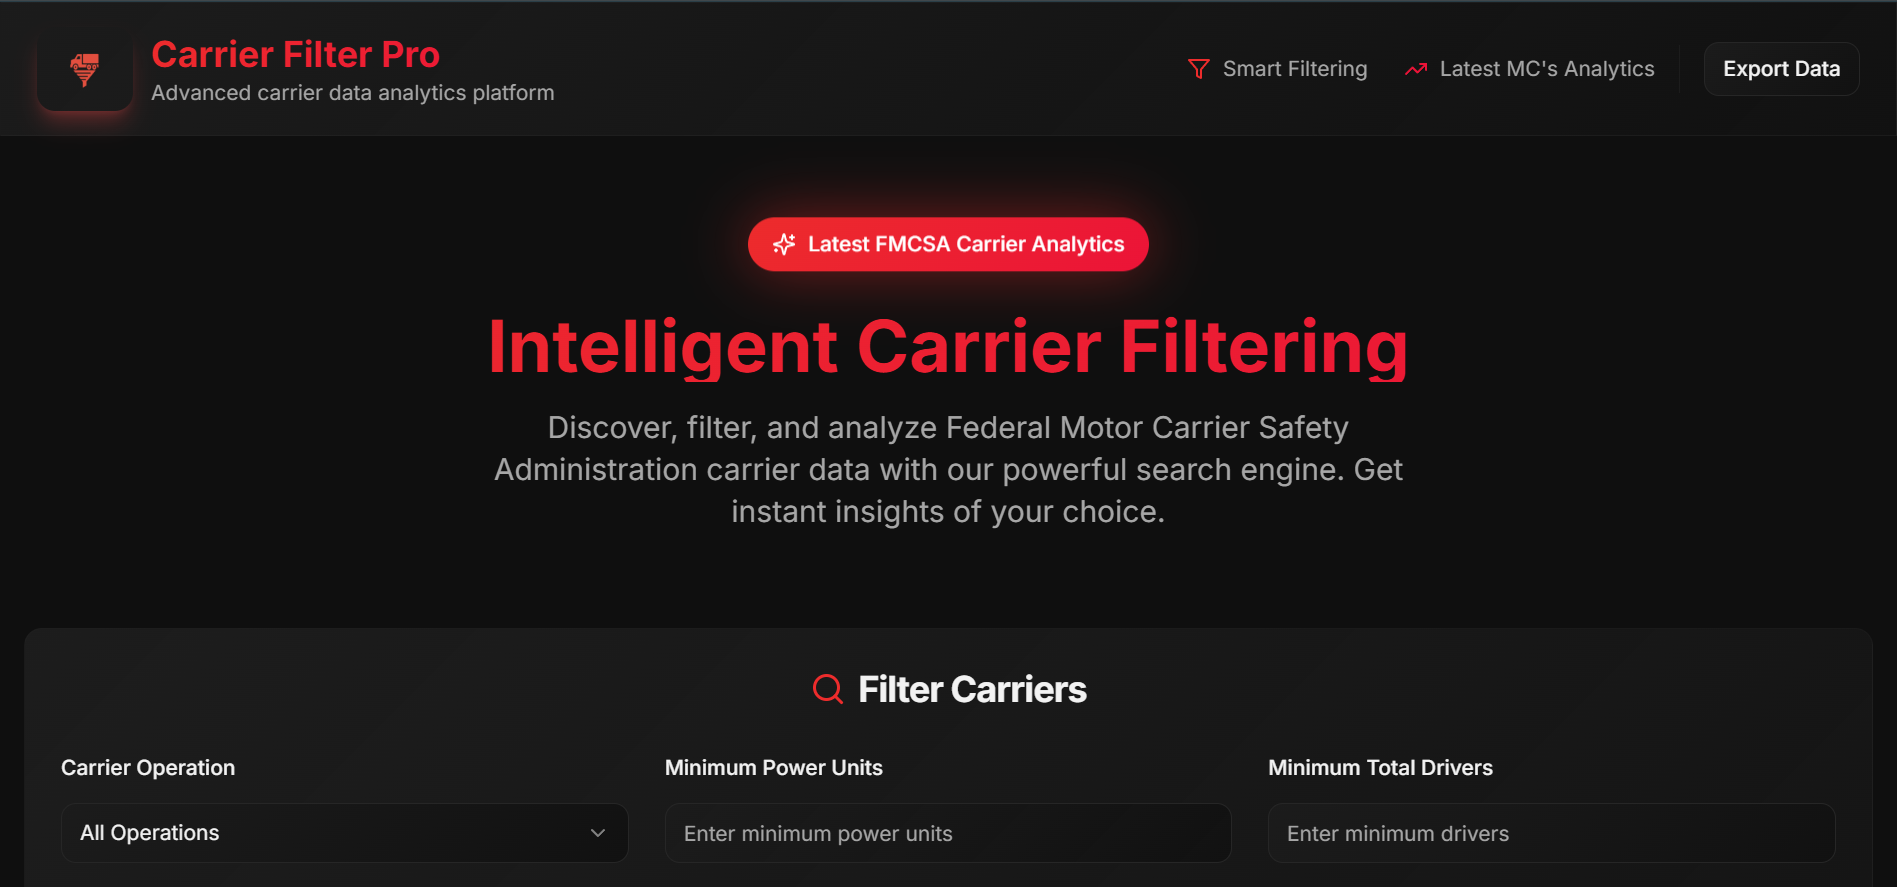 Carrier Filter Pro
Advanced carrier data analytics platform
Smart Filtering
Latest MC's Analytics
Export Data
Latest FMCSA Carrier Analytics
Intelligent Carrier Filtering
Discover, filter, and analyze Federal Motor Carrier Safety
Administration carrier data with our powerful search engine. Get
instant insights of your choice.
Filter Carriers
Carrier Operation
Minimum Power Units
Minimum Total Drivers
All Operations
Enter minimum power units
Enter minimum drivers